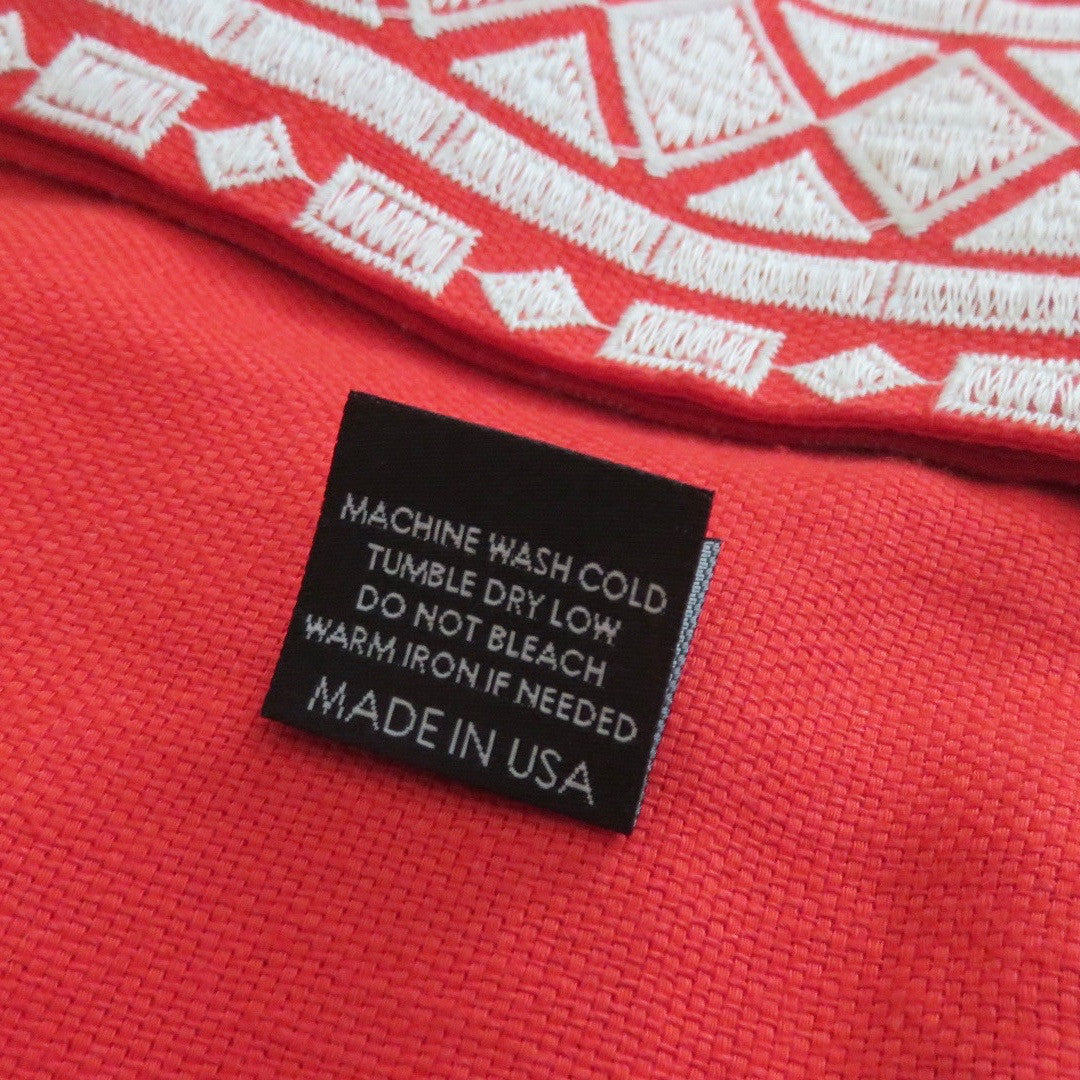 MACHINE WASH COLD
TUMBLE DRY LOW
DO NOT BLEACH
WARM IRON IF NEEDED
MADE IN USA